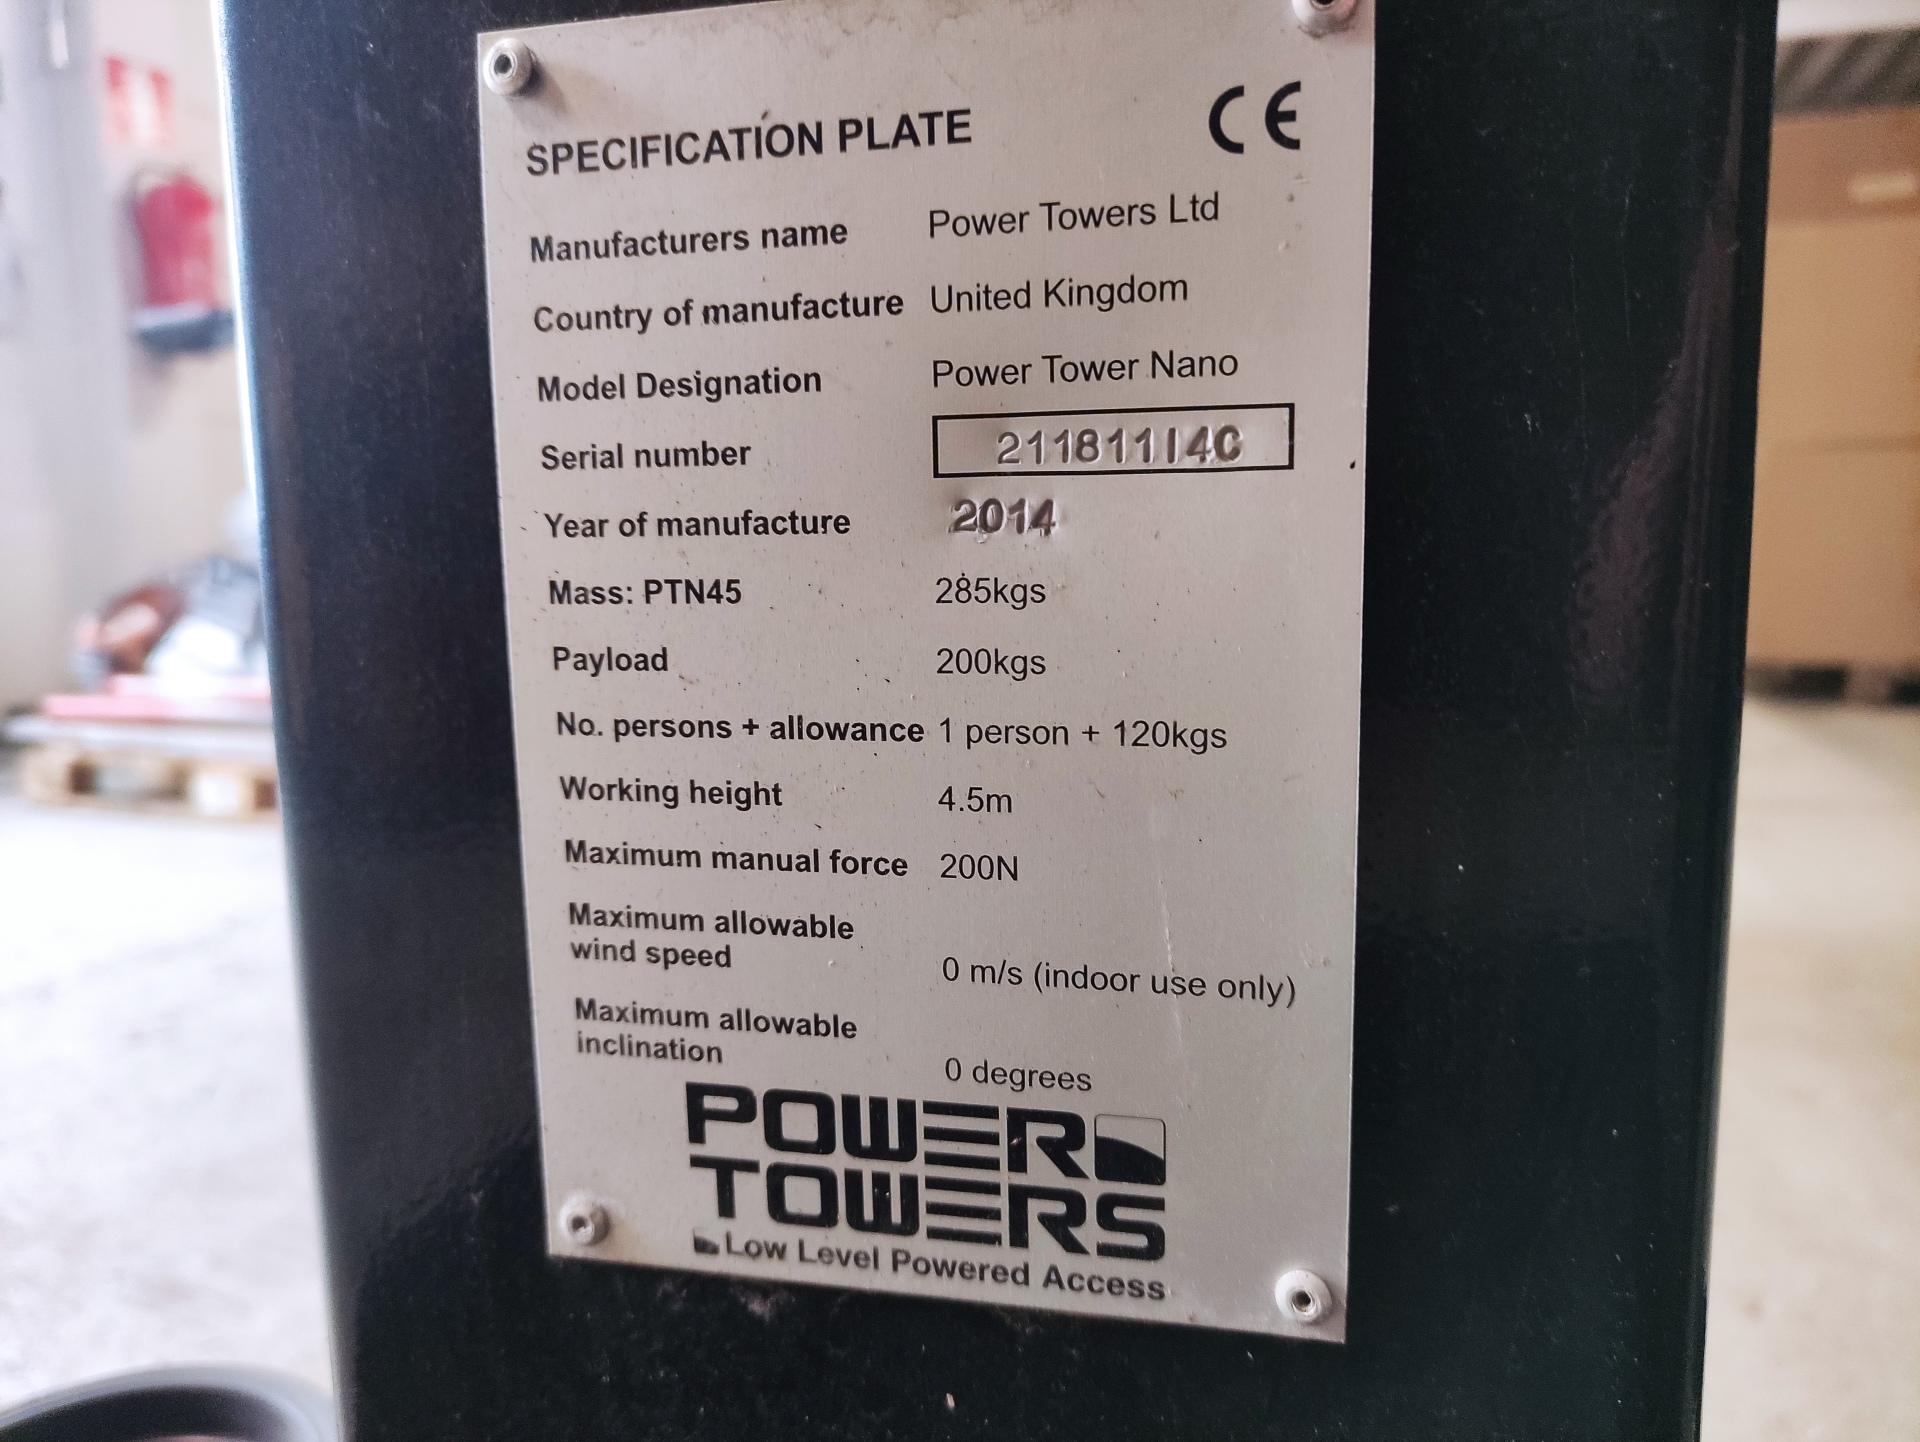 SPECIFICATION PLATE CE
Manufacturers name Power Towers Ltd
Country of manufacture United Kingdom
Model Designation Power Tower Nano
Serial number 21181114C
Year of manufacture 2014
Mass: PTN45 285kgs
Payload 200kgs
No. persons + allowance 1 person + 120kgs
Working height 4.5m
Maximum manual force 200N
Maximum allowable
wind speed 0 m/s (indoor use only)
Maximum allowable
inclination 0 degrees
POWER
TOWERS
Low Level Powered Access